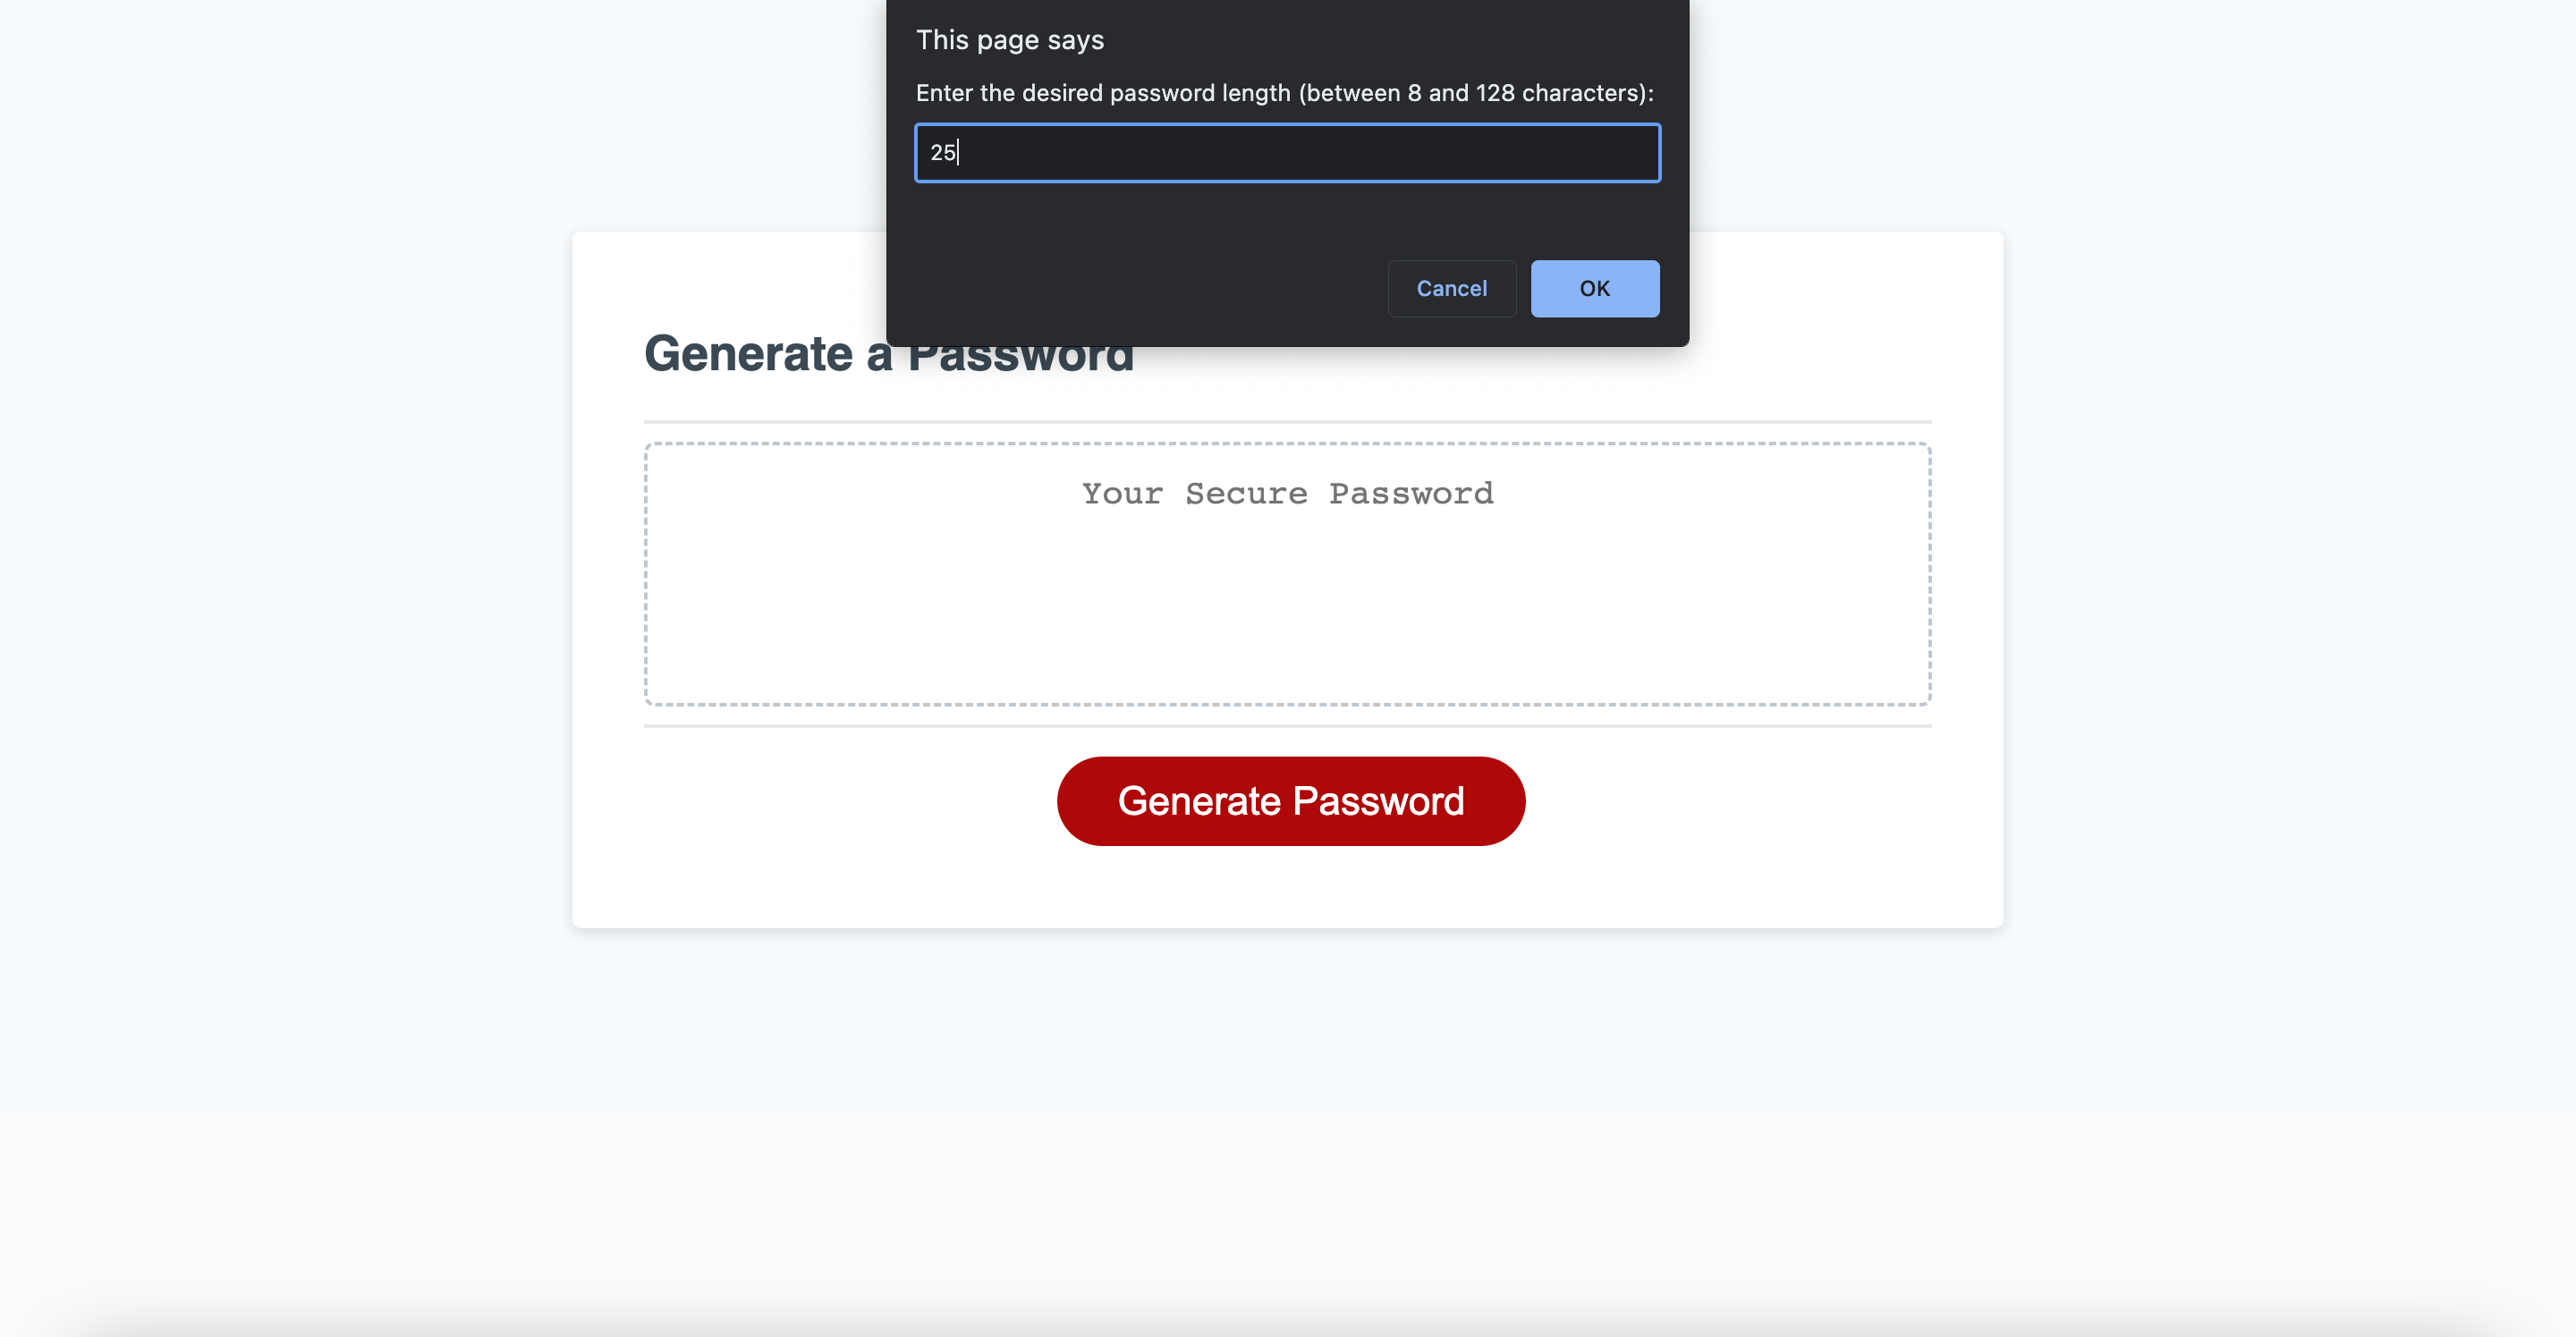 This page says
Enter the desired password length (between 8 and 128 characters):
25
Cancel OK
Generate a Password
Your Secure Password
Generate Password